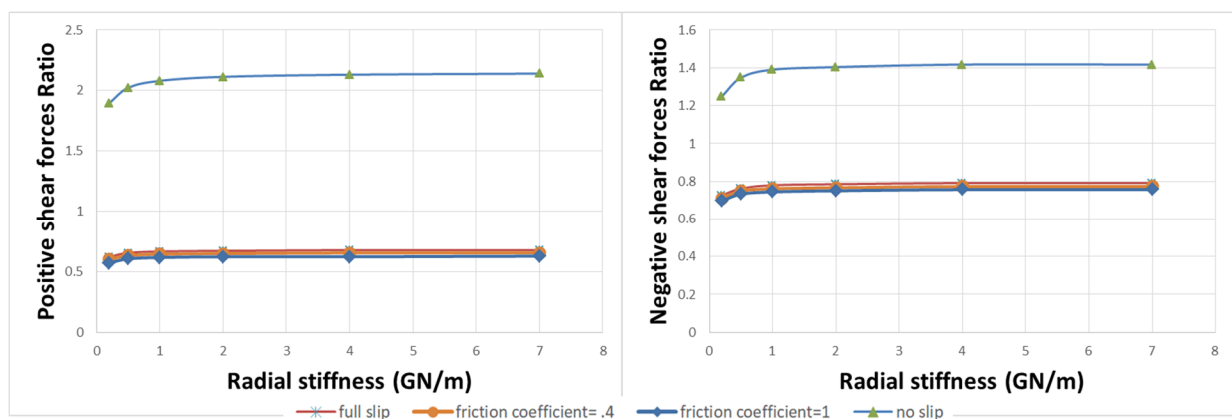 Positive shear forces Ratio
2.5
2
1.5
1
0.5
0
0 1 2 3 4 5 6 7 8
Radial stiffness (GN/m)
Negative shear forces Ratio
1.6
1.4
1.2
1
0.8
0.6
0.4
0.2
0
0 1 2 3 4 5 6 7 8
Radial stiffness (GN/m)
full slip friction coefficient= .4 friction coefficient=1 no slip